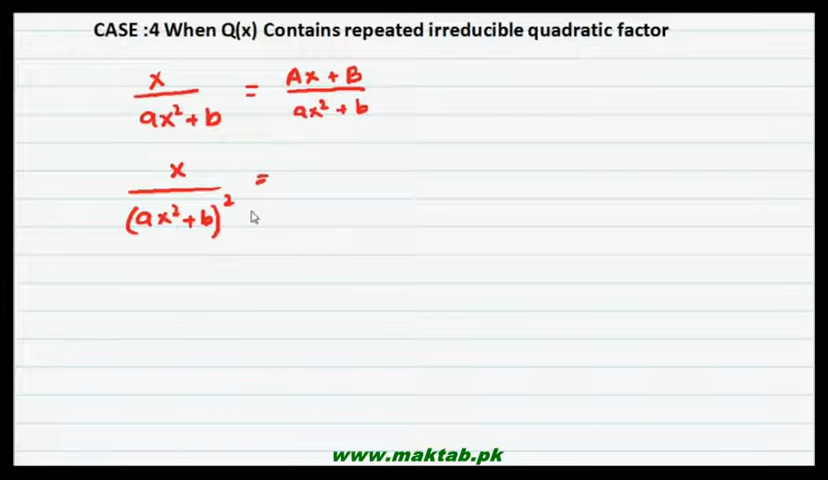 CASE :4 When Q(x) Contains repeated irreducible quadratic factor
x / ax² + b = Ax + B / ax² + b
x / (ax² + b)² =
www.maktab.pk